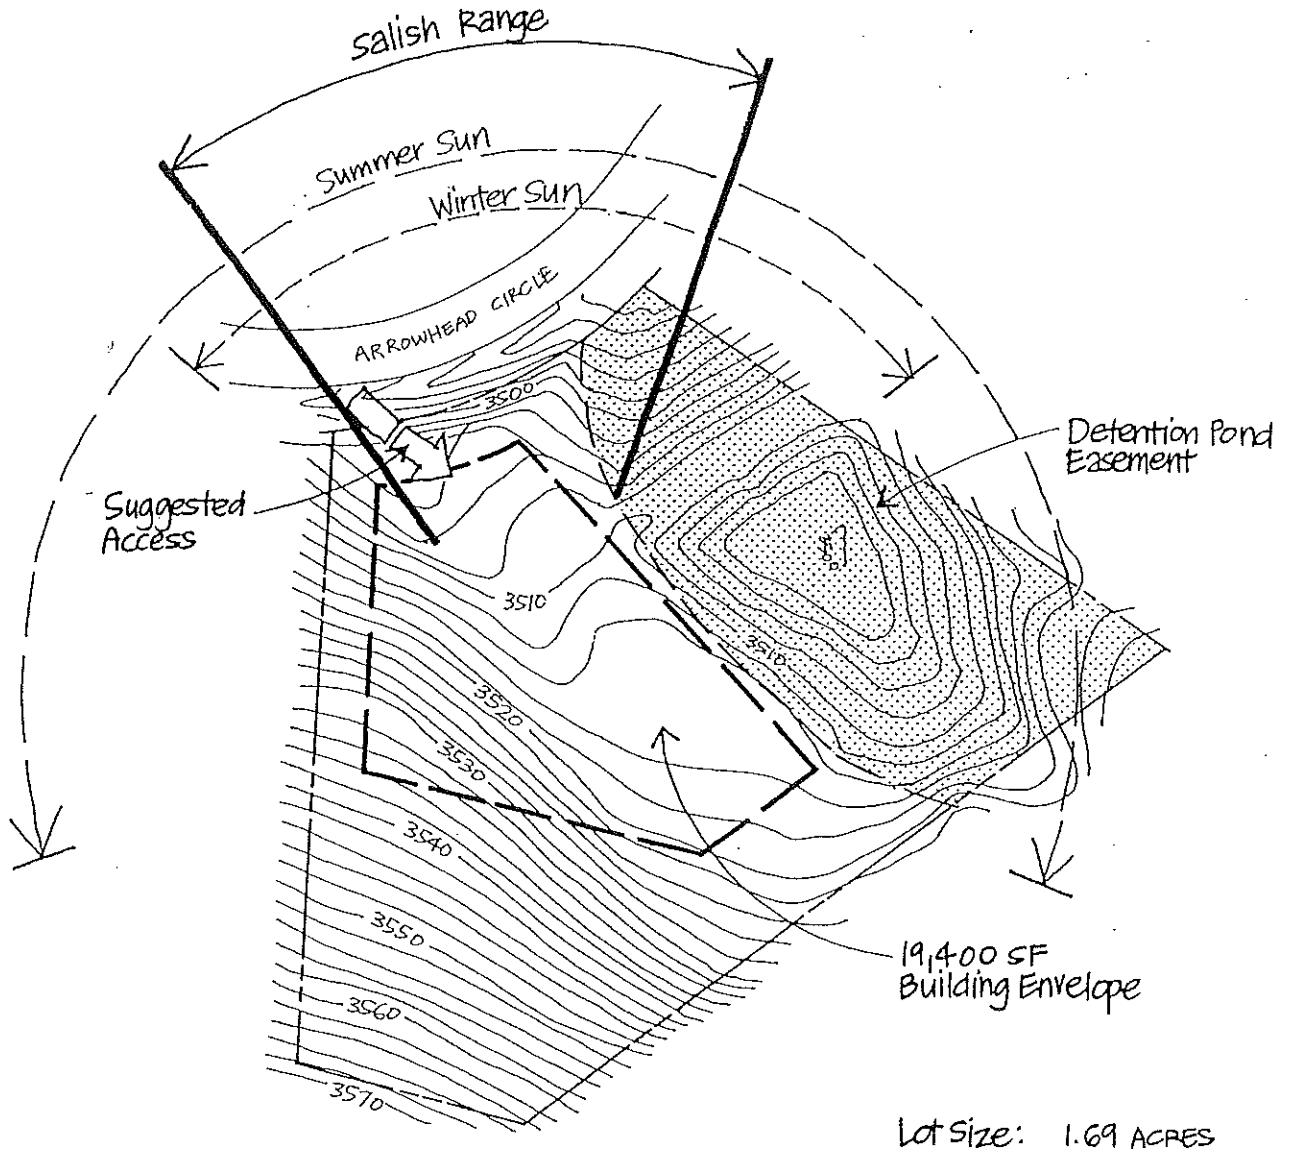 Salish Range
Summer Sun
Winter Sun
ARROWHEAD CIRCLE
3500
Detention Pond
Easement
Suggested
Access
3510
3510
3520
3530
3540
19,400 SF
Building Envelope
3550
3560
3570
Lot Size: 1.69 ACRES